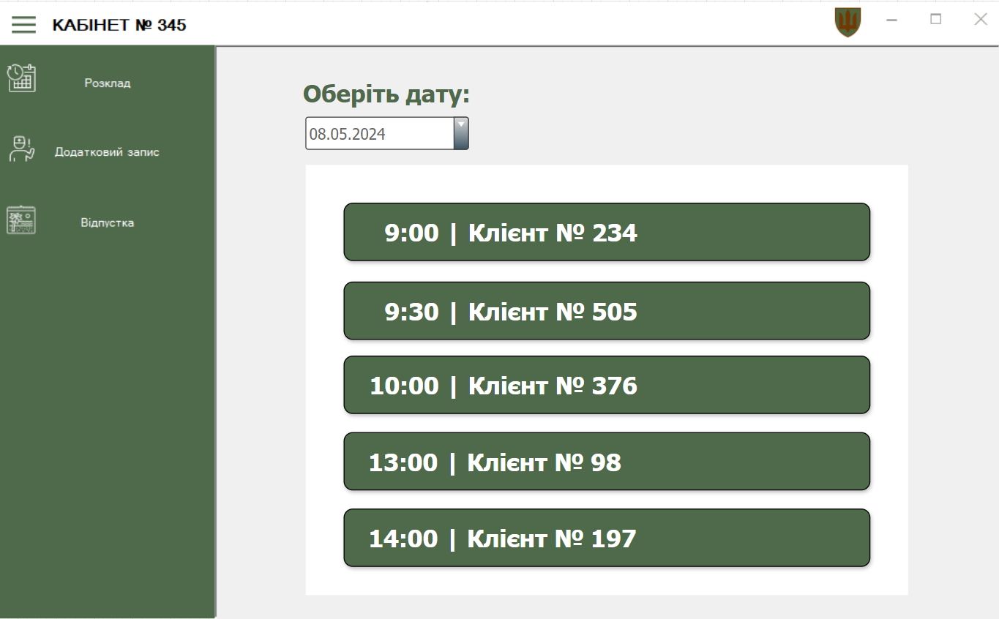 КАБІНЕТ № 345
Розклад
Додатковий запис
Відпустка
Оберіть дату:
08.05.2024
9:00 | Клієнт № 234
9:30 | Клієнт № 505
10:00 | Клієнт № 376
13:00 | Клієнт № 98
14:00 | Клієнт № 197